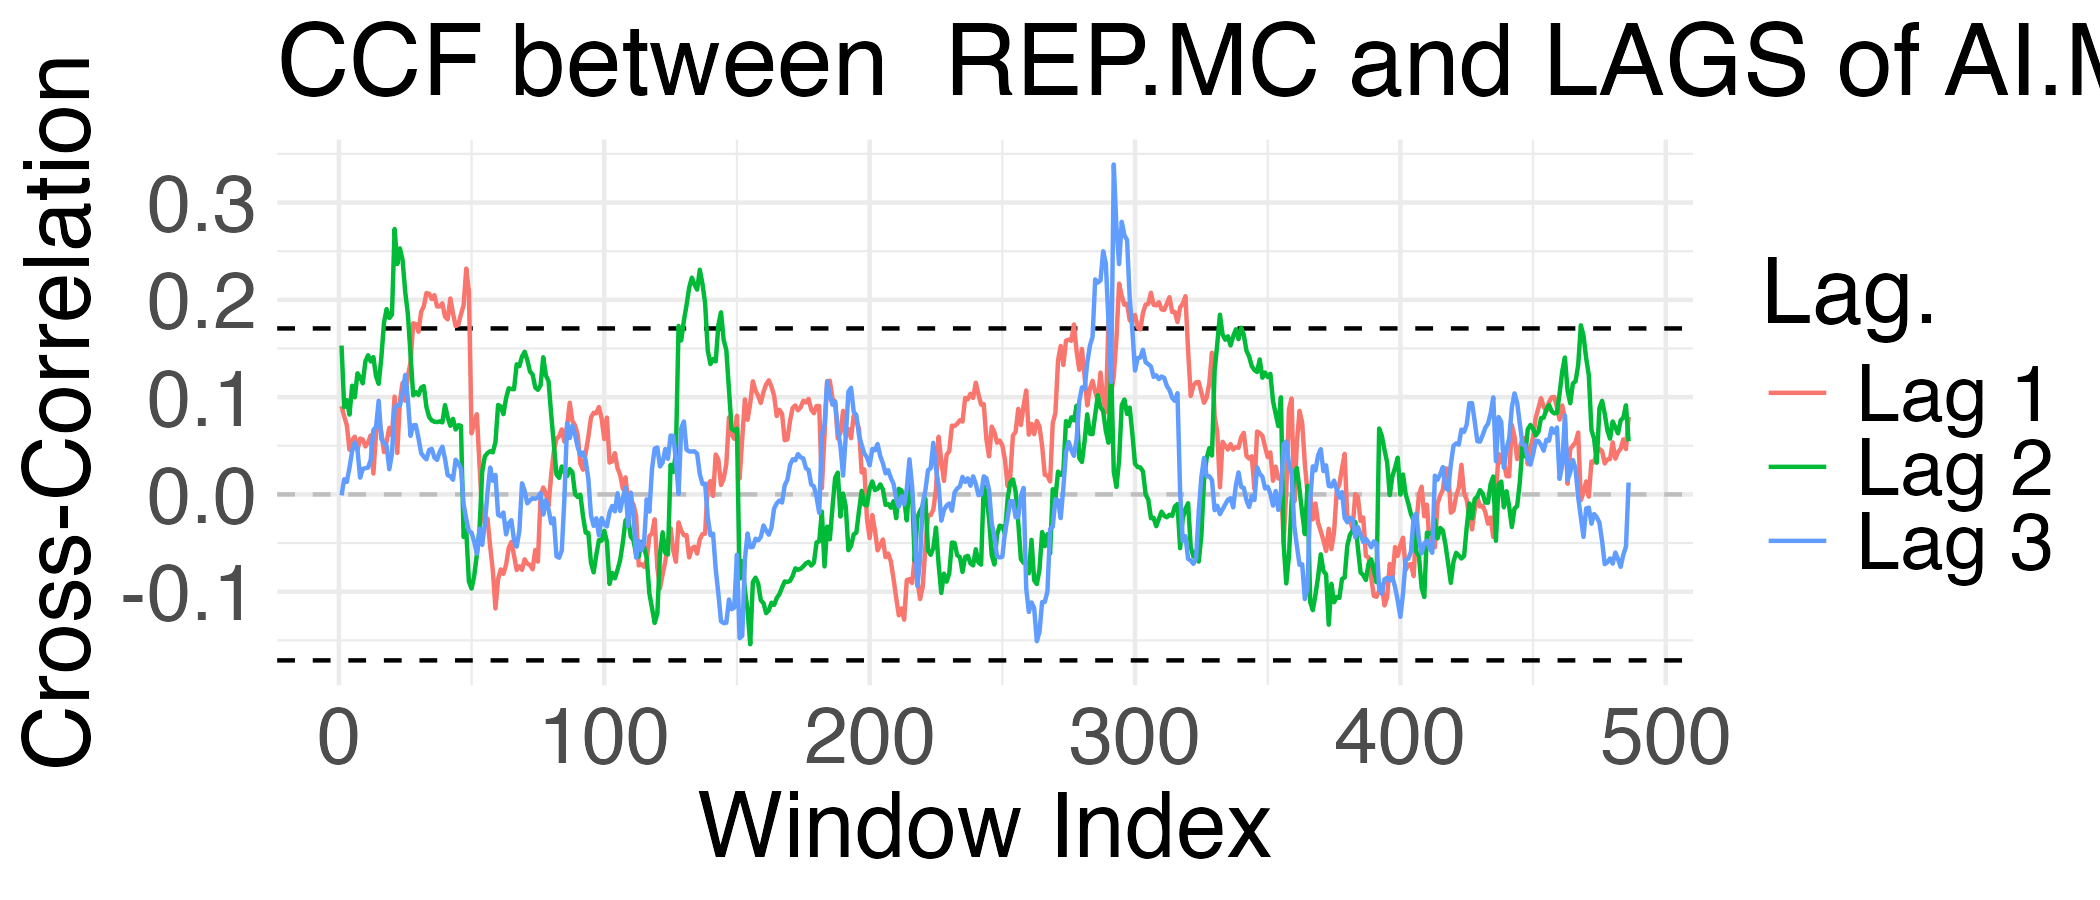 CCF between  REP.MC and LAGS of AI.M
Cross-Correlation
0.3
0.2
0.1
0.0
-0.1
0 100 200 300 400 500
Window Index
Lag.
Lag 1
Lag 2
Lag 3